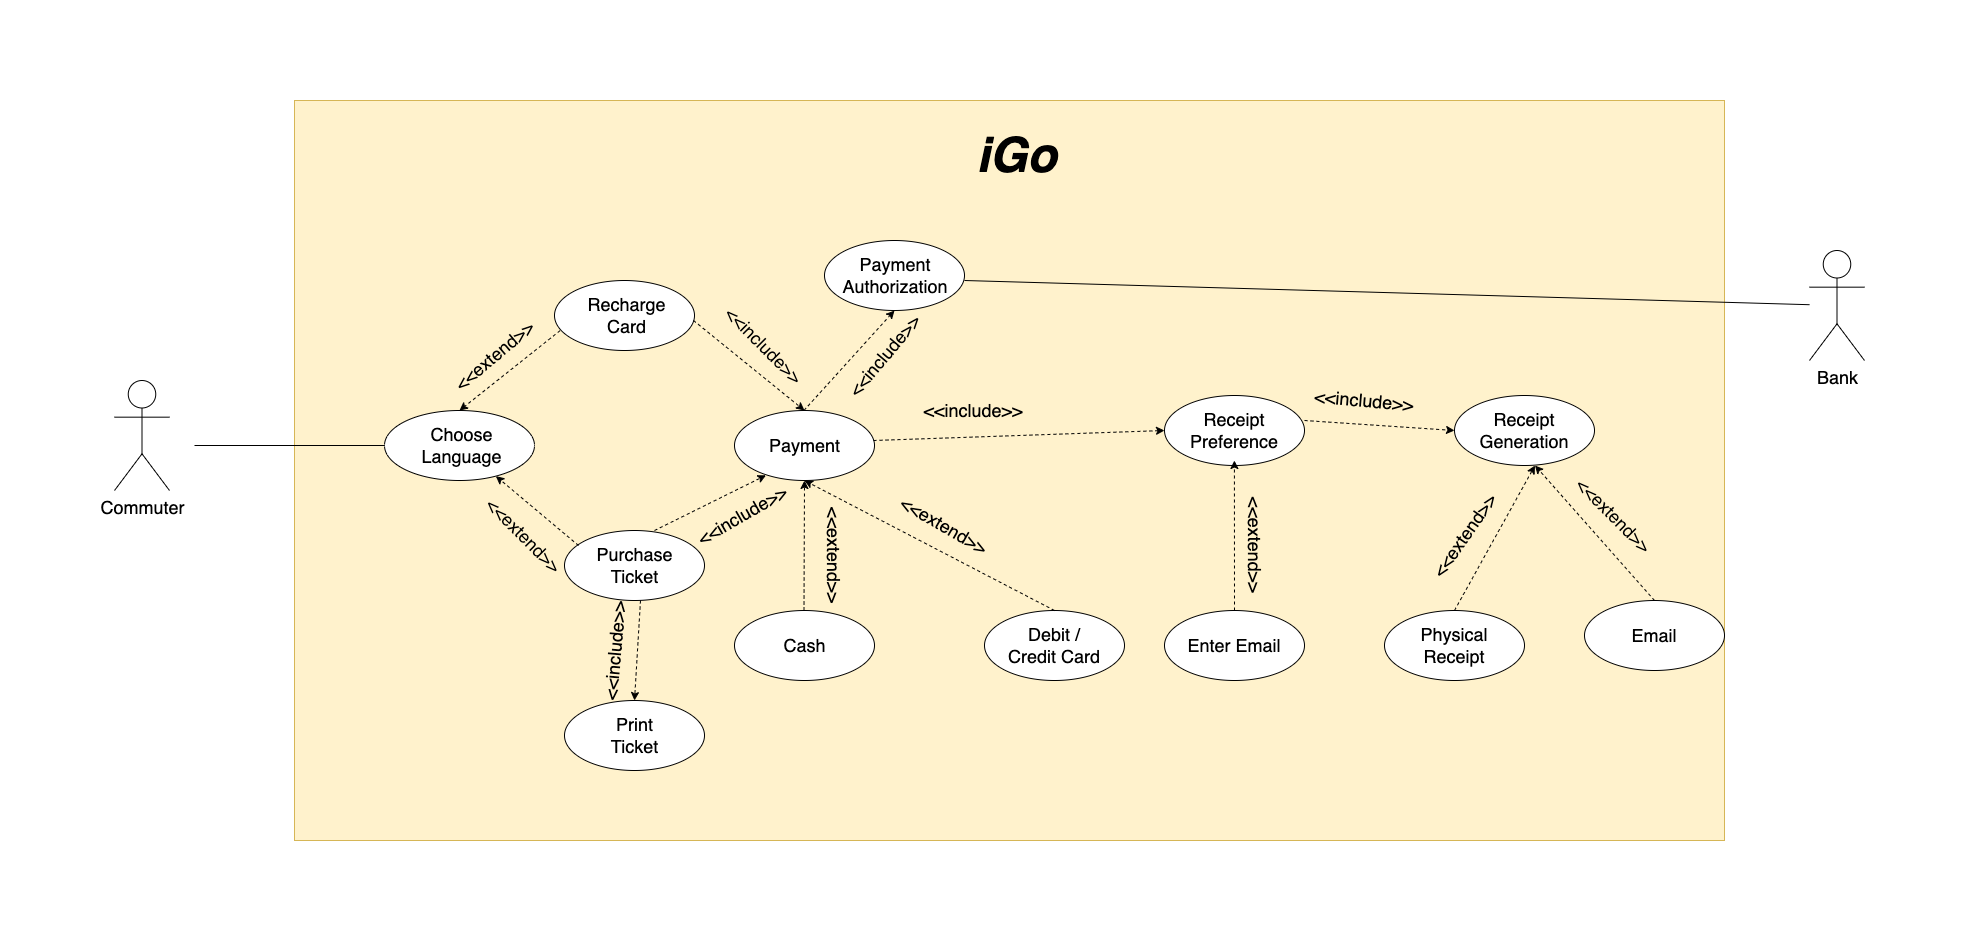 iGo
Payment
Authorization
Recharge
Card
<<include>>
<<extend>>
<<include>>
Bank
<<include>>
<<include>>
Choose
Language
Payment
Receipt
Preference
Receipt
Generation
Commuter
<<extend>>
<<include>>
<<extend>>
<<extend>>
<<extend>>
<<extend>>
<<extend>>
Purchase
Ticket
<<include>>
Cash
Debit /
Credit Card
Enter Email
Physical
Receipt
Email
Print
Ticket